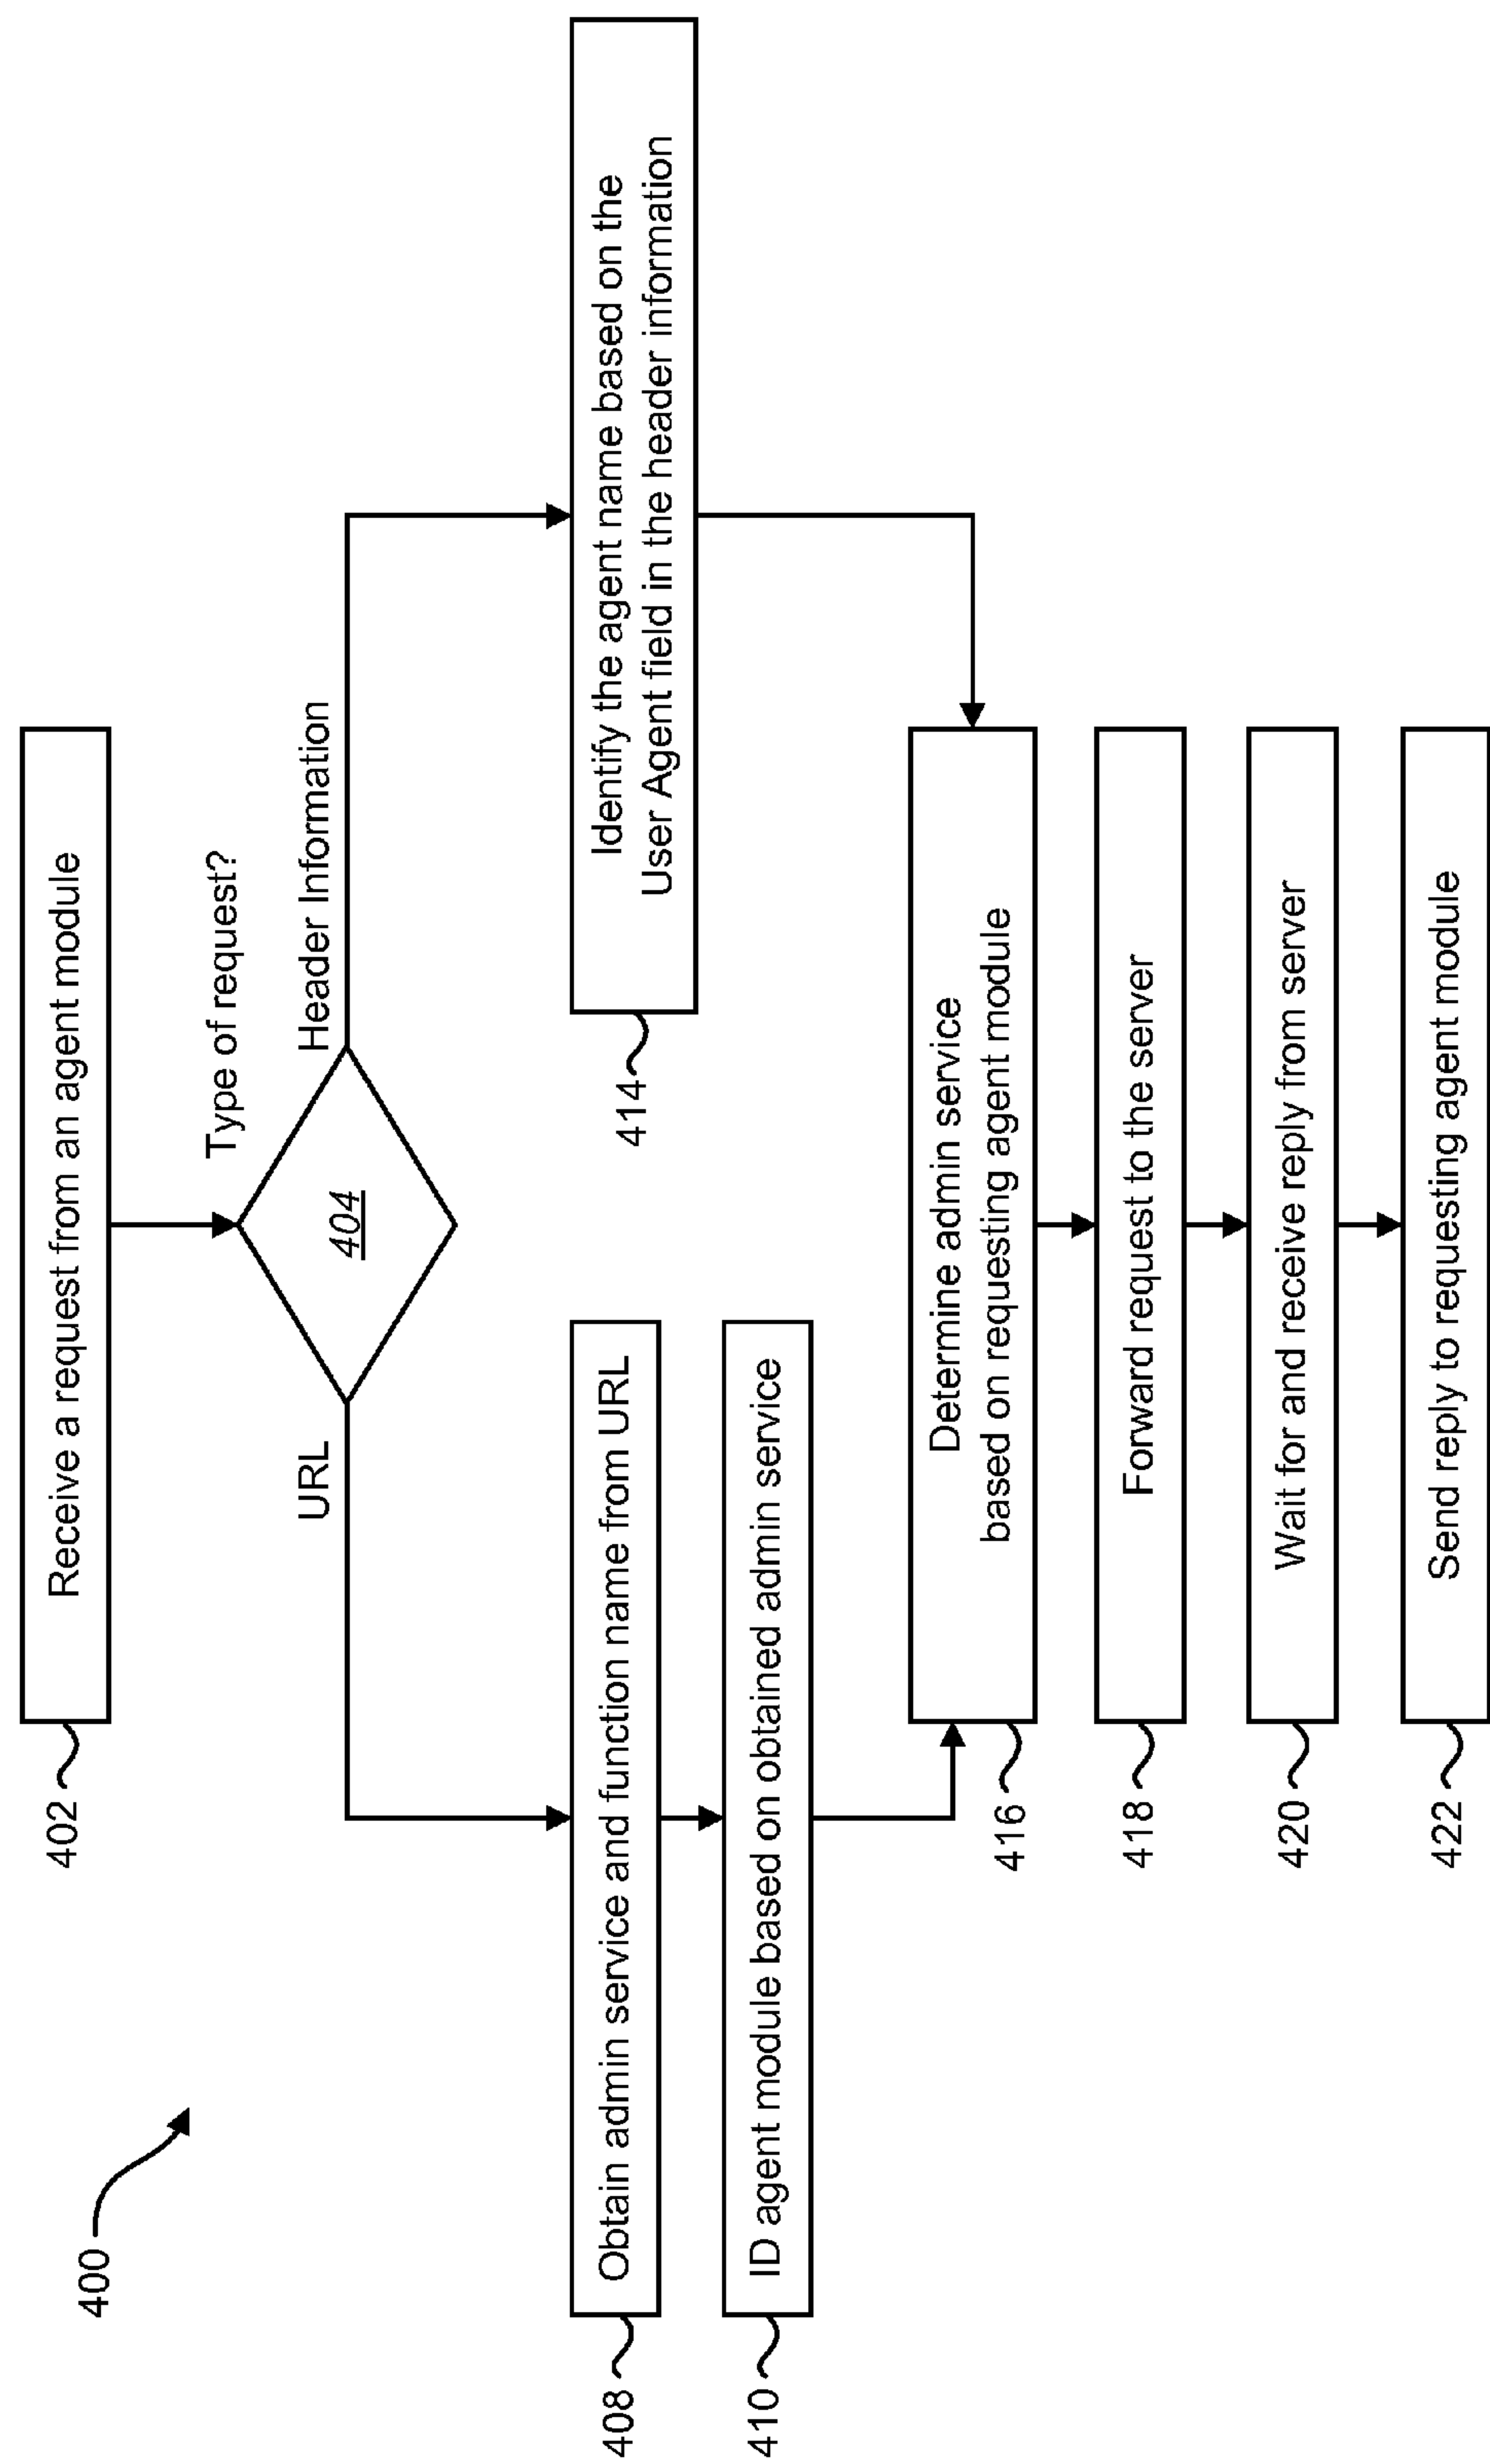 400
402
Receive a request from an agent module
Type of request?
404
URL
Header Information
408
Obtain admin service and function name from URL
410
ID agent module based on obtained admin service
414
Identify the agent name based on the
User Agent field in the header information
416
Determine admin service
based on requesting agent module
418
Forward request to the server
420
Wait for and receive reply from server
422
Send reply to requesting agent module